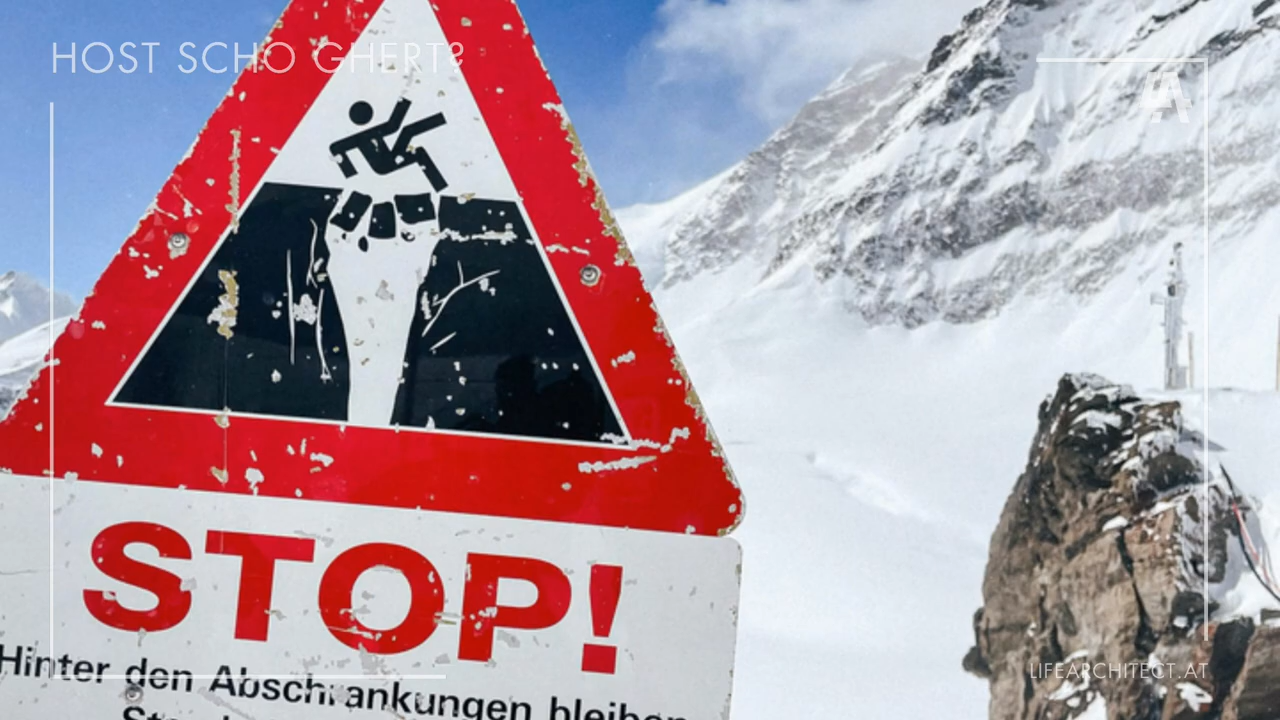 HOST SCHO GHERT?
STOP!
Hinter den Abschrankungen bleiben
LIFEARCHITECT.AT